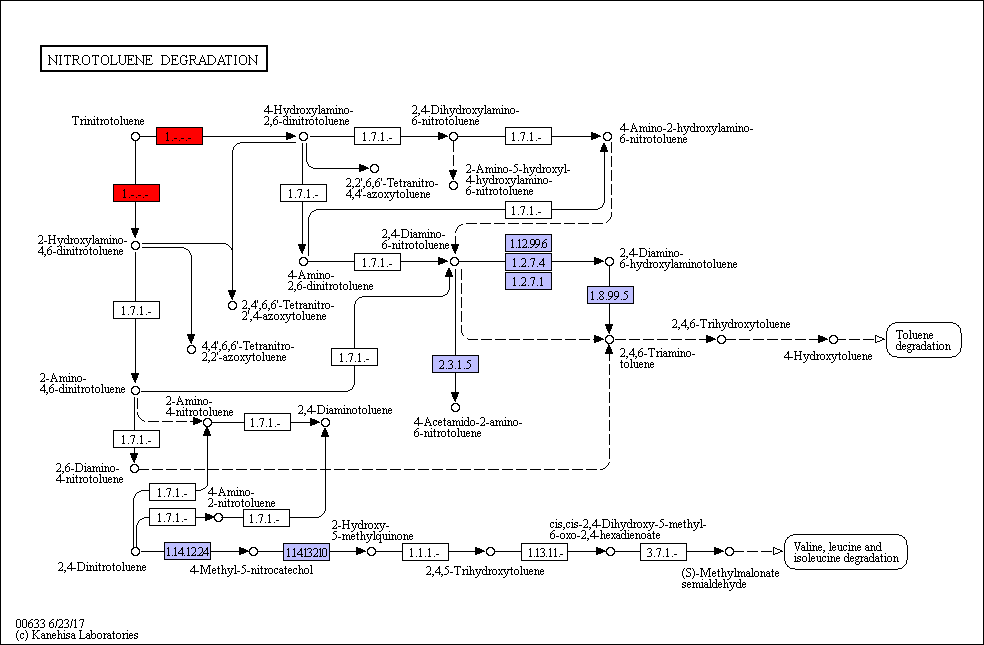 NITROTOLUENE DEGRADATION
Trinitrotoluene
1.-.-.-
4-Hydroxylamino-
2,6-dinitrotoluene
1.7.1.-
2,4-Dihydroxylamino-
6-nitrotoluene
1.7.1.-
4-Amino-2-hydroxylamino-
6-nitrotoluene
1.-.-.-
1.7.1.-
2,2',6,6'-Tetranitro-
4,4'-azoxytoluene
2-Amino-5-hydroxyl-
4-hydroxylamino-
6-nitrotoluene
1.7.1.-
2-Hydroxylamino-
4,6-dinitrotoluene
2,4-Diamino-
6-nitrotoluene
1.12.99.6
1.7.1.-
1.2.7.4
1.2.7.1
2,4-Diamino-
6-hydroxylaminotoluene
4-Amino-
2,6-dinitrotoluene
1.8.99.5
1.7.1.-
2,4',6,6'-Tetranitro-
2',4-azoxytoluene
4,4',6,6'-Tetranitro-
2,2'-azoxytoluene
1.7.1.-
2.3.1.5
2,4,6-Trihydroxytoluene
2,4,6-Triamino-
toluene
4-Hydroxytoluene
Toluene
degradation
2-Amino-
4,6-dinitrotoluene
2-Amino-
4-nitrotoluene
1.7.1.-
2,4-Diaminotoluene
4-Acetamido-2-amino-
6-nitrotoluene
1.7.1.-
2,6-Diamino-
4-nitrotoluene
1.7.1.-
4-Amino-
2-nitrotoluene
1.7.1.-
1.7.1.-
2-Hydroxy-
5-methylquinone
cis,cis-2,4-Dihydroxy-5-methyl-
6-oxo-2,4-hexadienoate
2,4-Dinitrotoluene
1.14.12.24
4-Methyl-5-nitrocatechol
1.14.13.210
1.1.1.-
2,4,5-Trihydroxytoluene
1.13.11.-
3.7.1.-
(S)-Methylmalonate
semialdehyde
Valine, leucine and
isoleucine degradation
00633 6/23/17
(c) Kanehisa Laboratories